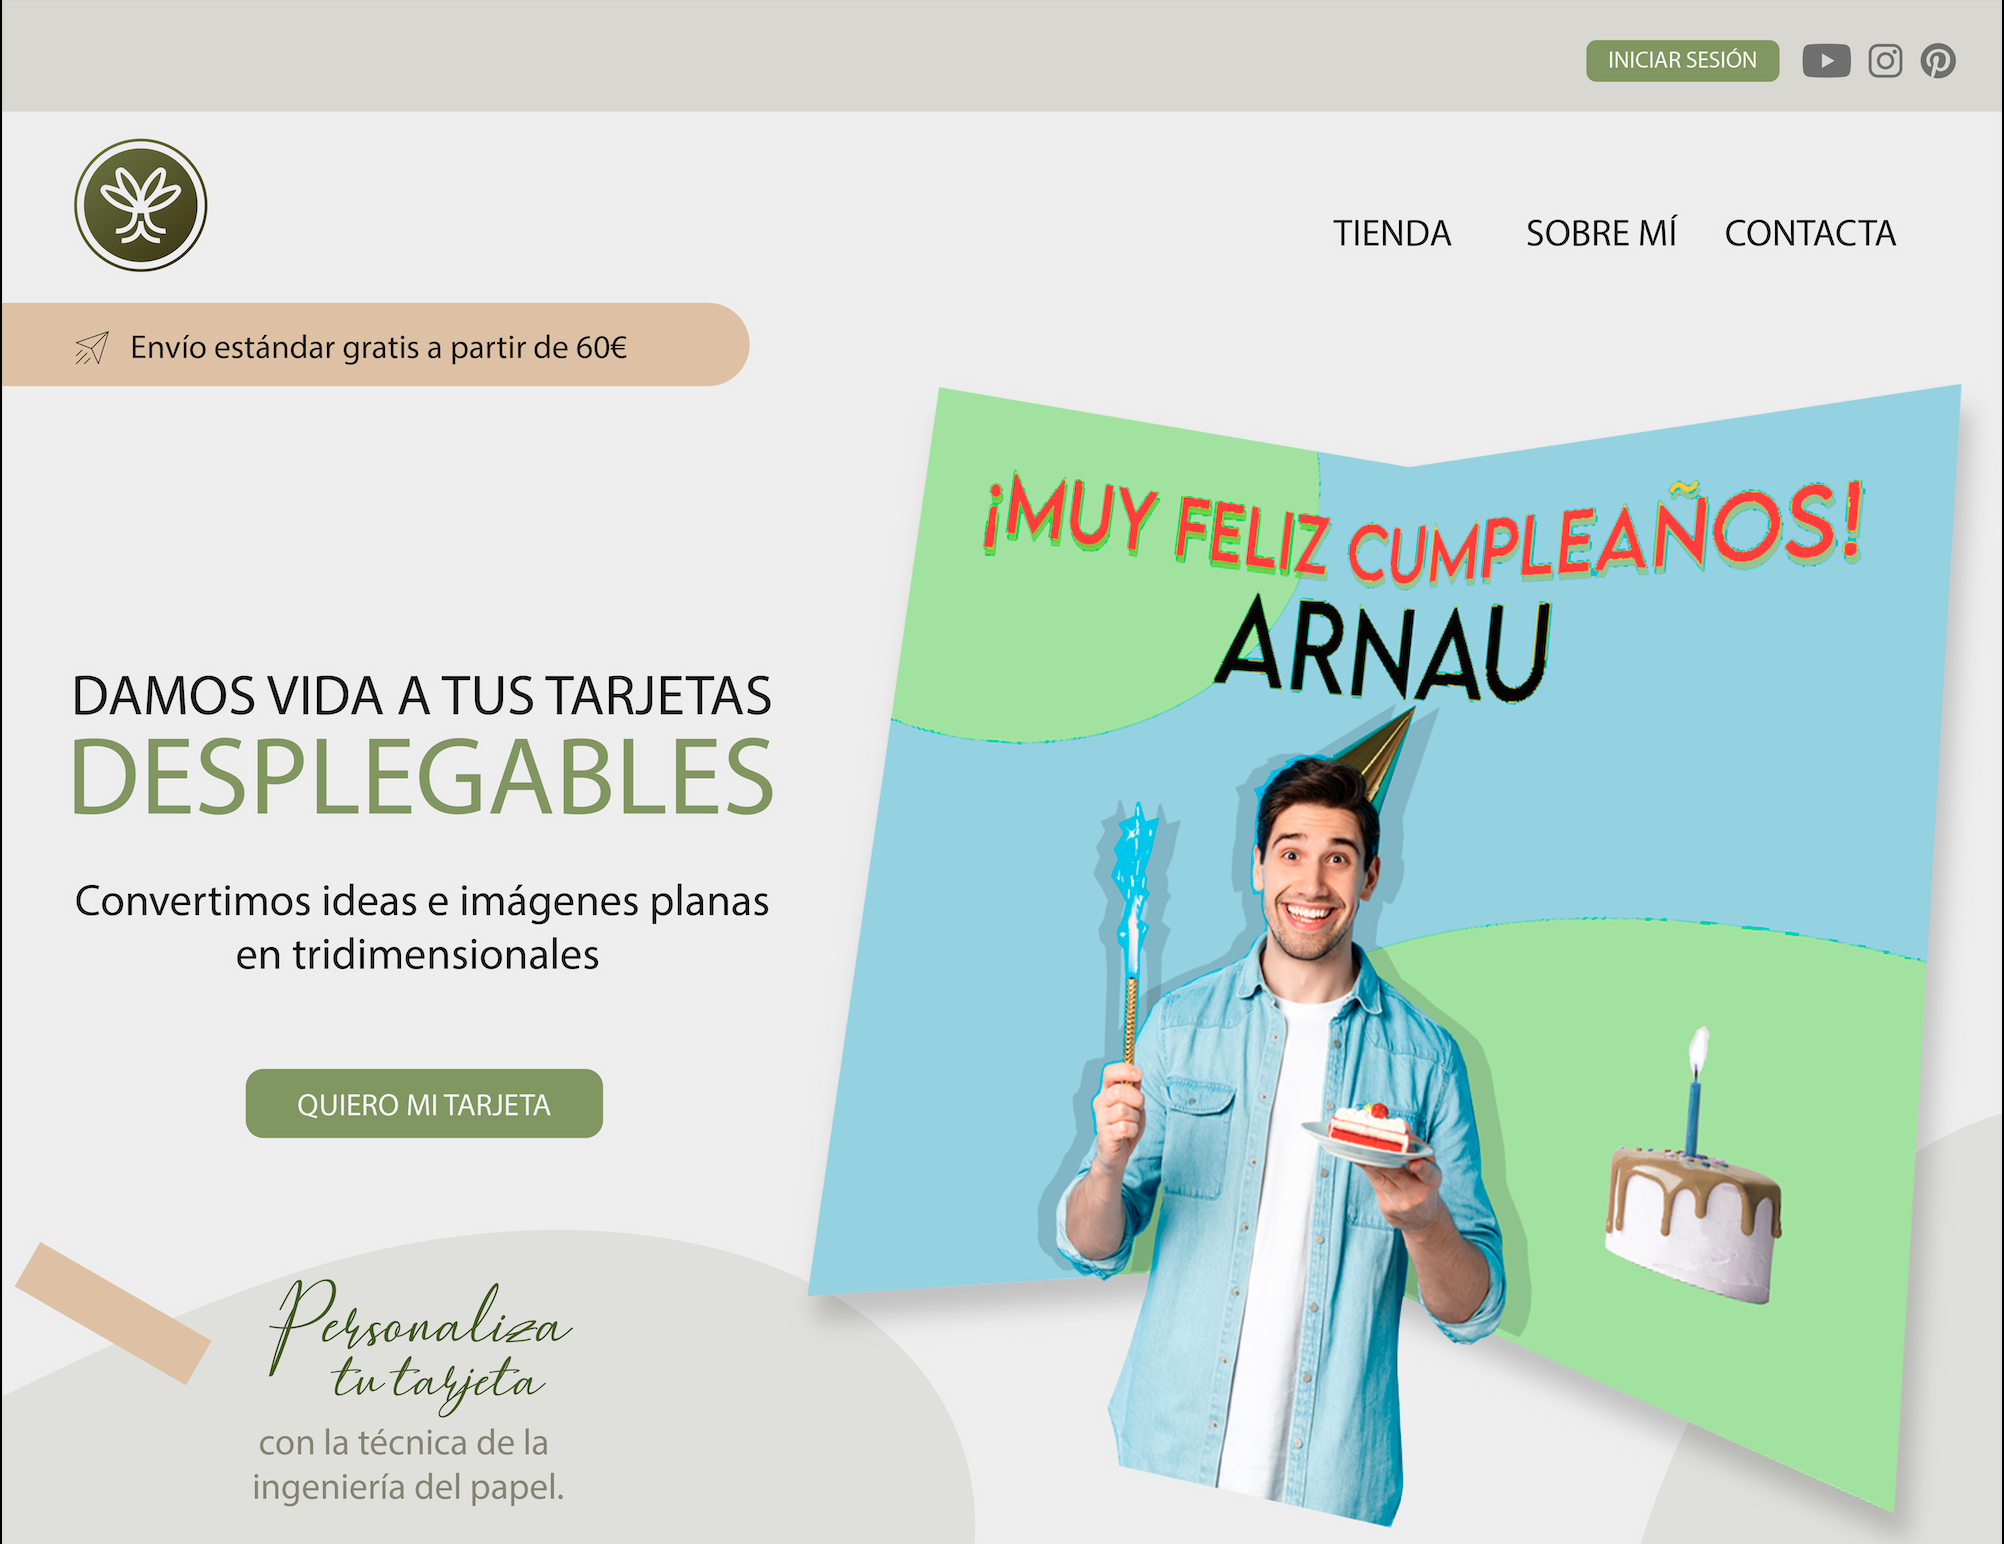 INICIAR SESIÓN
TIENDA SOBRE MÍ CONTACTA
Envío estándar gratis a partir de 60€
¡MUY FELIZ CUMPLEAÑOS!
ARNAU
DAMOS VIDA A TUS TARJETAS
DESPLEGABLES
Convertimos ideas e imágenes planas
en tridimensionales
QUIERO MI TARJETA
Personaliza
tu tarjeta
con la técnica de la
ingeniería del papel.